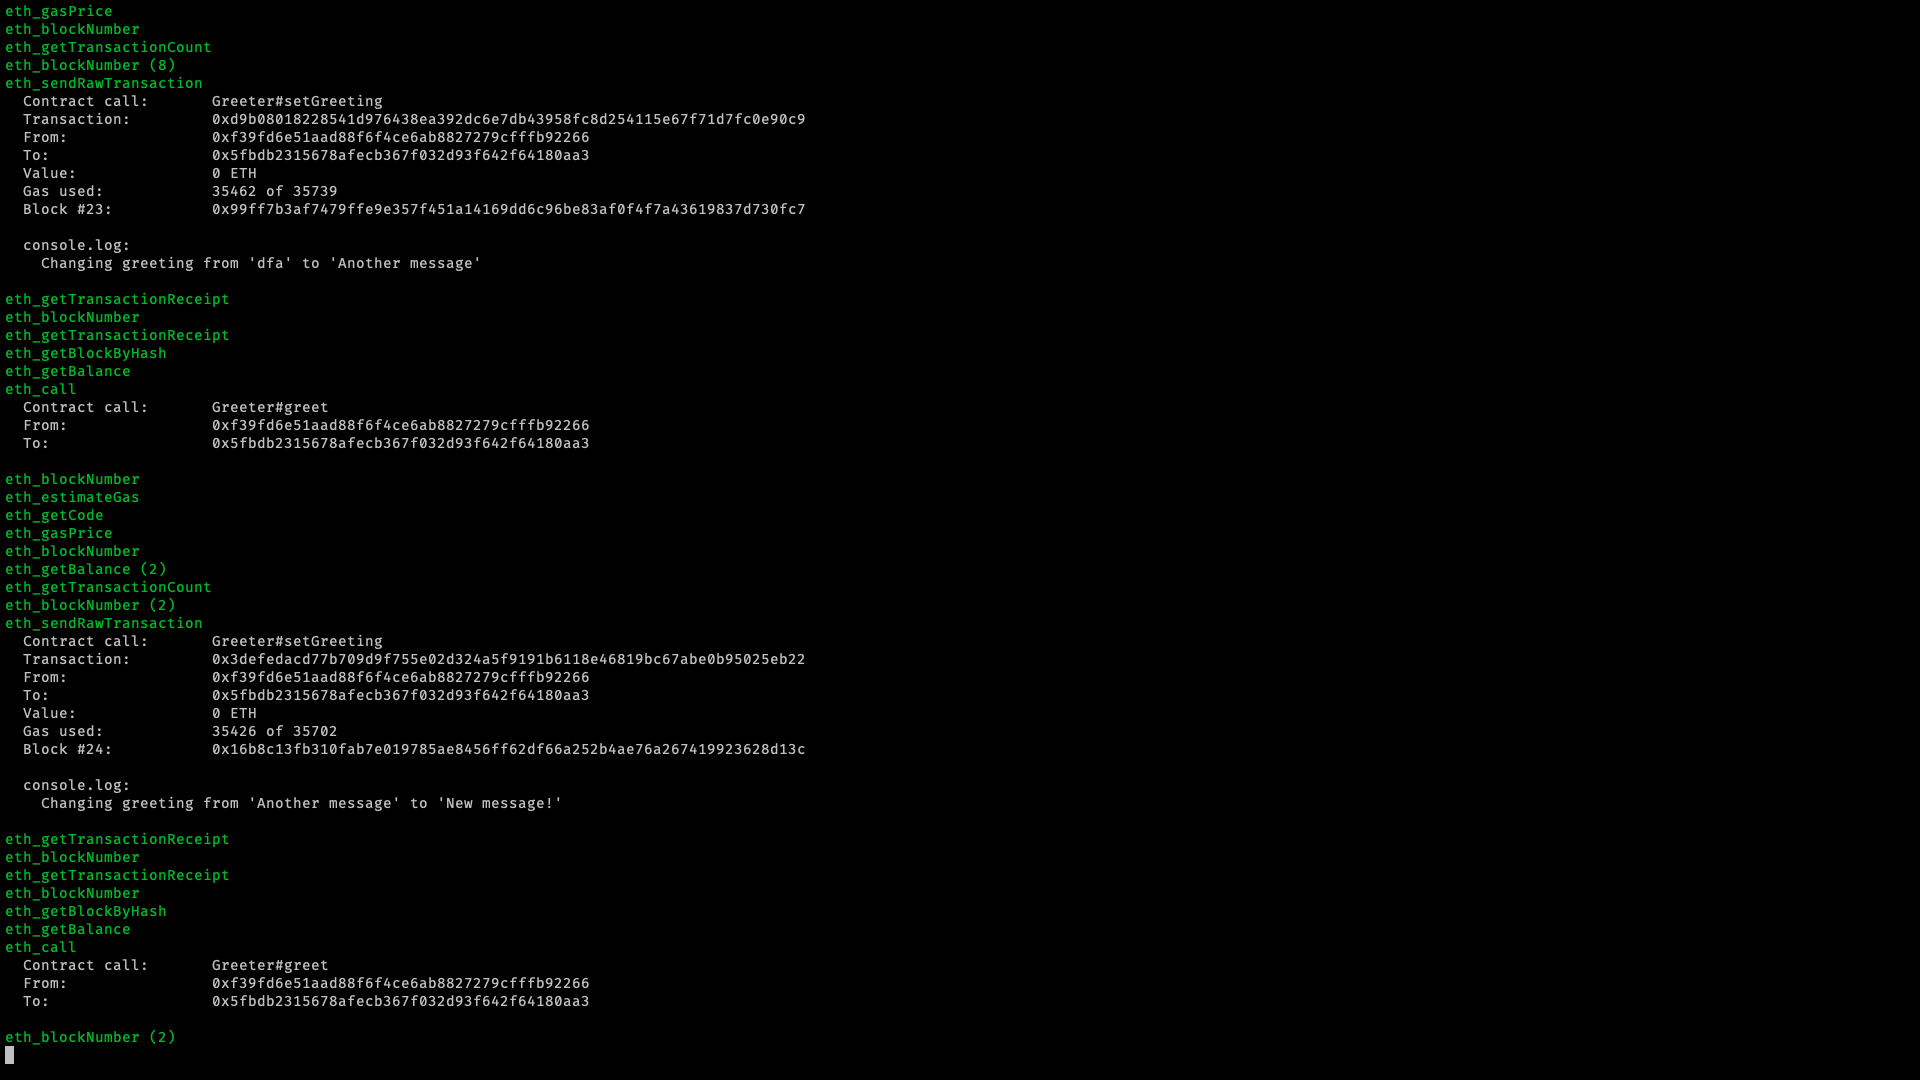 eth_gasPrice
eth_blockNumber
eth_getTransactionCount
eth_blockNumber (8)
eth_sendRawTransaction
Contract call: Greeter#setGreeting
Transaction: 0xd9b08018228541d976438ea392dc6e7db43958fc8d254115e67f71d7fc0e90c9
From: 0xf39fd6e51aad88f6f4ce6ab8827279cfffb92266
To: 0x5fbdb2315678afecb367f032d93f642f64180aa3
Value: 0 ETH
Gas used: 35462 of 35739
Block #23: 0x99ff7b3af7479ffe9e357f451a14169dd6c96be83af0f4f7a43619837d730fc7
console.log:
Changing greeting from 'dfa' to 'Another message'
eth_getTransactionReceipt
eth_blockNumber
eth_getTransactionReceipt
eth_getBlockByHash
eth_getBalance
eth_call
Contract call: Greeter#greet
From: 0xf39fd6e51aad88f6f4ce6ab8827279cfffb92266
To: 0x5fbdb2315678afecb367f032d93f642f64180aa3
eth_blockNumber
eth_estimateGas
eth_getCode
eth_gasPrice
eth_blockNumber
eth_getBalance (2)
eth_getTransactionCount
eth_blockNumber (2)
eth_sendRawTransaction
Contract call: Greeter#setGreeting
Transaction: 0x3defedacd77b709d9f755e02d324a5f9191b6118e46819bc67abe0b95025eb22
From: 0xf39fd6e51aad88f6f4ce6ab8827279cfffb92266
To: 0x5fbdb2315678afecb367f032d93f642f64180aa3
Value: 0 ETH
Gas used: 35426 of 35702
Block #24: 0x16b8c13fb310fab7e019785ae8456ff62df66a252b4ae76a267419923628d13c
console.log:
Changing greeting from 'Another message' to 'New message!'
eth_getTransactionReceipt
eth_blockNumber
eth_getTransactionReceipt
eth_blockNumber
eth_getBlockByHash
eth_getBalance
eth_call
Contract call: Greeter#greet
From: 0xf39fd6e51aad88f6f4ce6ab8827279cfffb92266
To: 0x5fbdb2315678afecb367f032d93f642f64180aa3
eth_blockNumber (2)